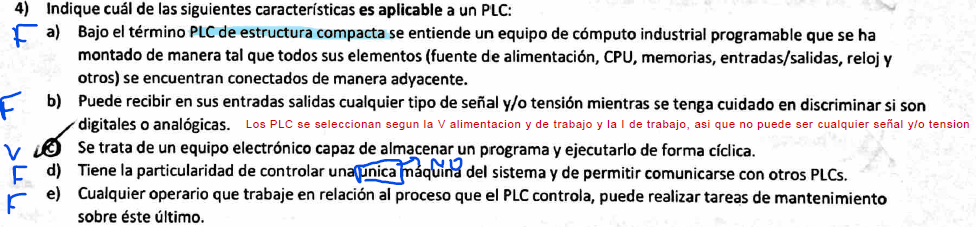 4) Indique cuál de las siguientes características es aplicable a un PLC:
F a) Bajo el término PLC de estructura compacta se entiende un equipo de cómputo industrial programable que se ha
montado de manera tal que todos sus elementos (fuente de alimentación, CPU, memorias, entradas/salidas, reloj y
otros) se encuentran conectados de manera adyacente.
F b) Puede recibir en sus entradas salidas cualquier tipo de señal y/o tensión mientras se tenga cuidado en discriminar si son
digitales o analógicas. Los PLC se seleccionan segun la V alimentacion y de trabajo y la I de trabajo, asi que no puede ser cualquier señal y/o tension
V c) Se trata de un equipo electrónico capaz de almacenar un programa y ejecutarlo de forma cíclica.
NO
F d) Tiene la particularidad de controlar una única máquina del sistema y de permitir comunicarse con otros PLCs.
F e) Cualquier operario que trabaje en relación al proceso que el PLC controla, puede realizar tareas de mantenimiento
sobre éste último.